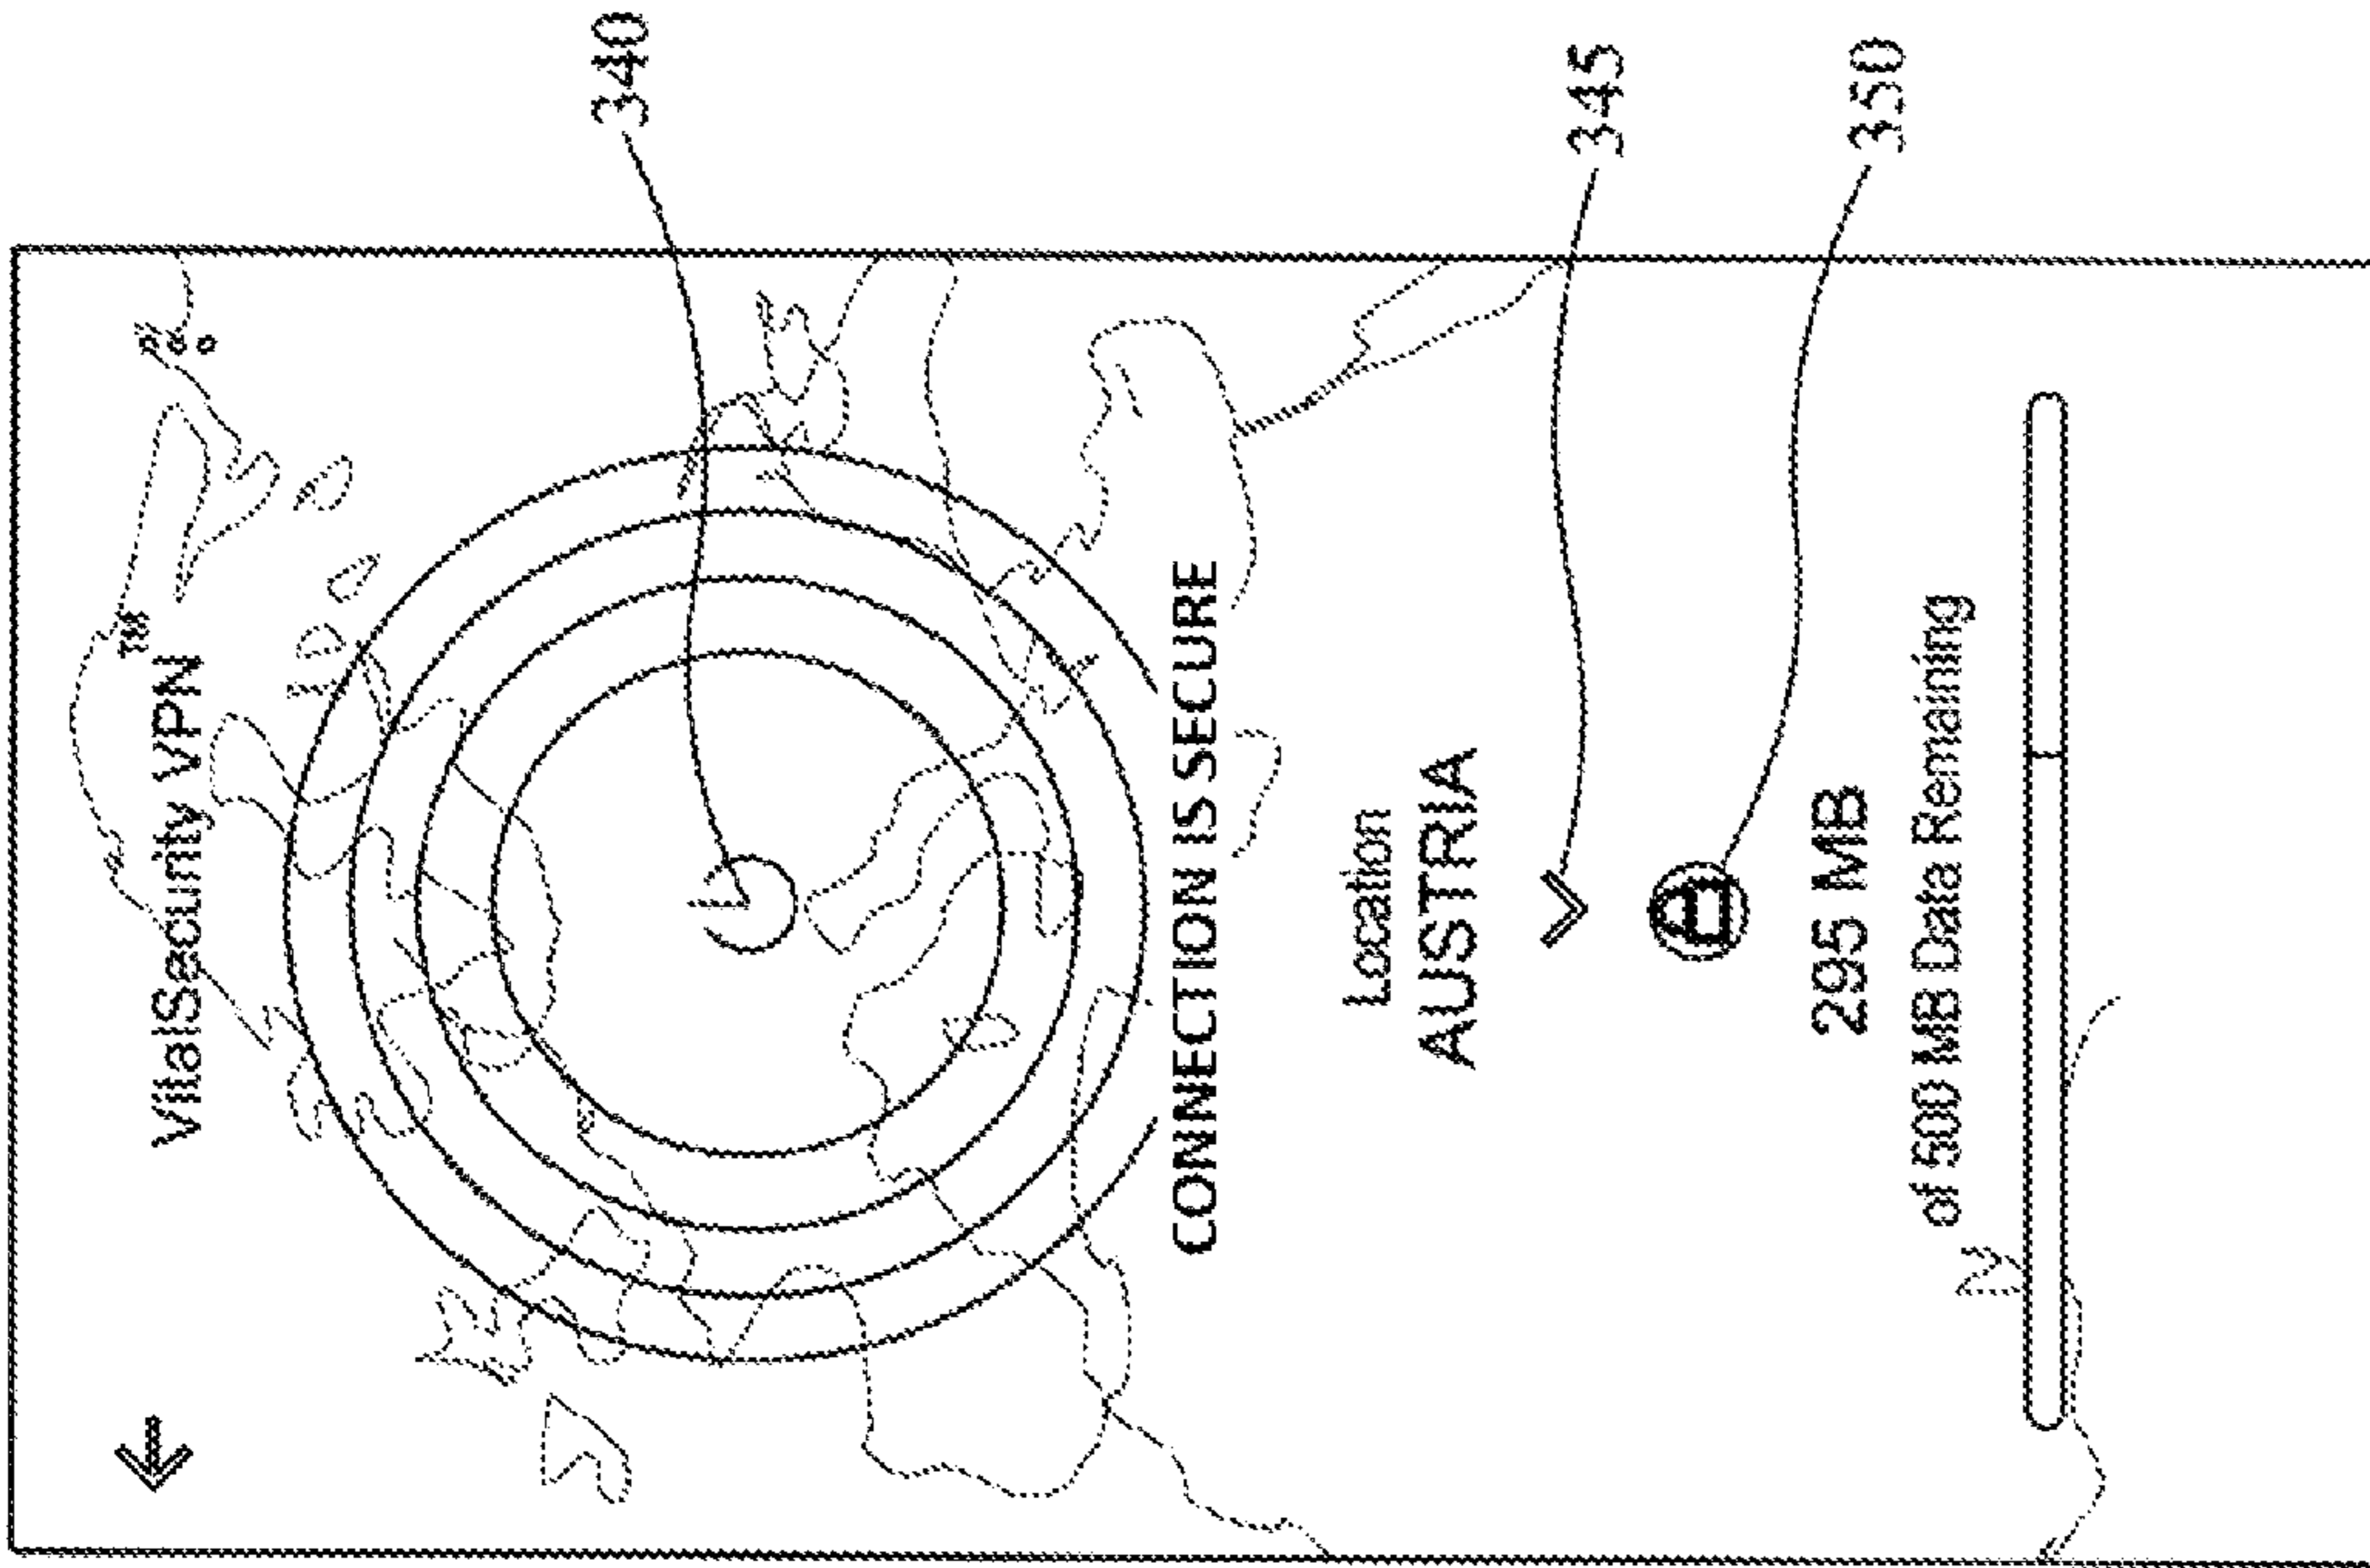 VitalSecurity VPN™
340
CONNECTION IS SECURE
Location
AUSTRIA
345
350
295 MB
of 500 MB Data Remaining